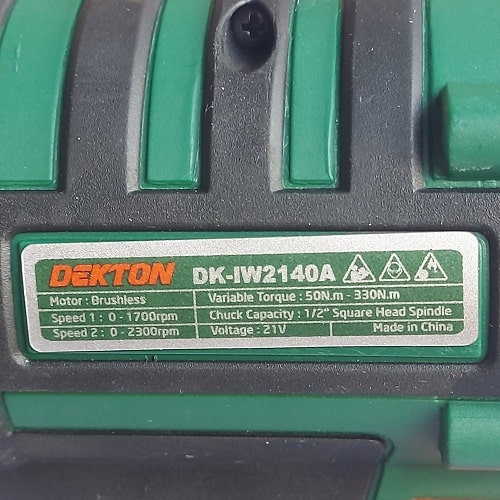 DEKTON DK-IW2140A
Motor : Brushless
Variable Torque : 50N.m - 330N.m
Speed 1 : 0 - 1700rpm
Chuck Capacity : 1/2" Square Head Spindle
Speed 2 : 0 - 2300rpm
Voltage : 21V
Made in China